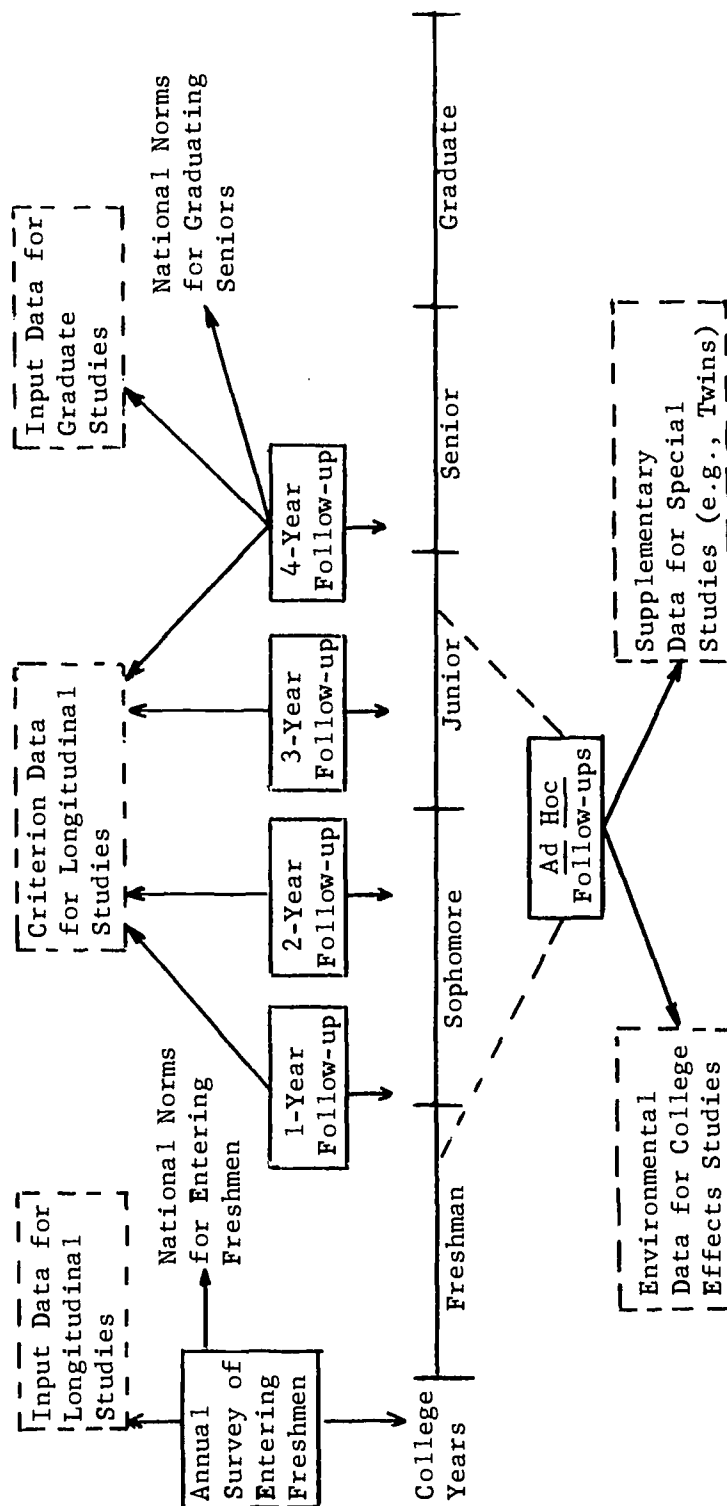 Input Data for
Longitudinal
Studies
Criterion Data
for Longitudinal
Studies
Input Data for
Graduate
Studies
National Norms
for Entering
Freshmen
National Norms
for Graduating
Seniors
Annual
Survey of
Entering
Freshmen
1-Year
Follow-up
2-Year
Follow-up
3-Year
Follow-up
4-Year
Follow-up
College
Years
Freshman
Sophomore
Junior
Senior
Graduate
Ad Hoc
Follow-ups
Environmental
Data for College
Effects Studies
Supplementary
Data for Special
Studies (e.g., Twins)